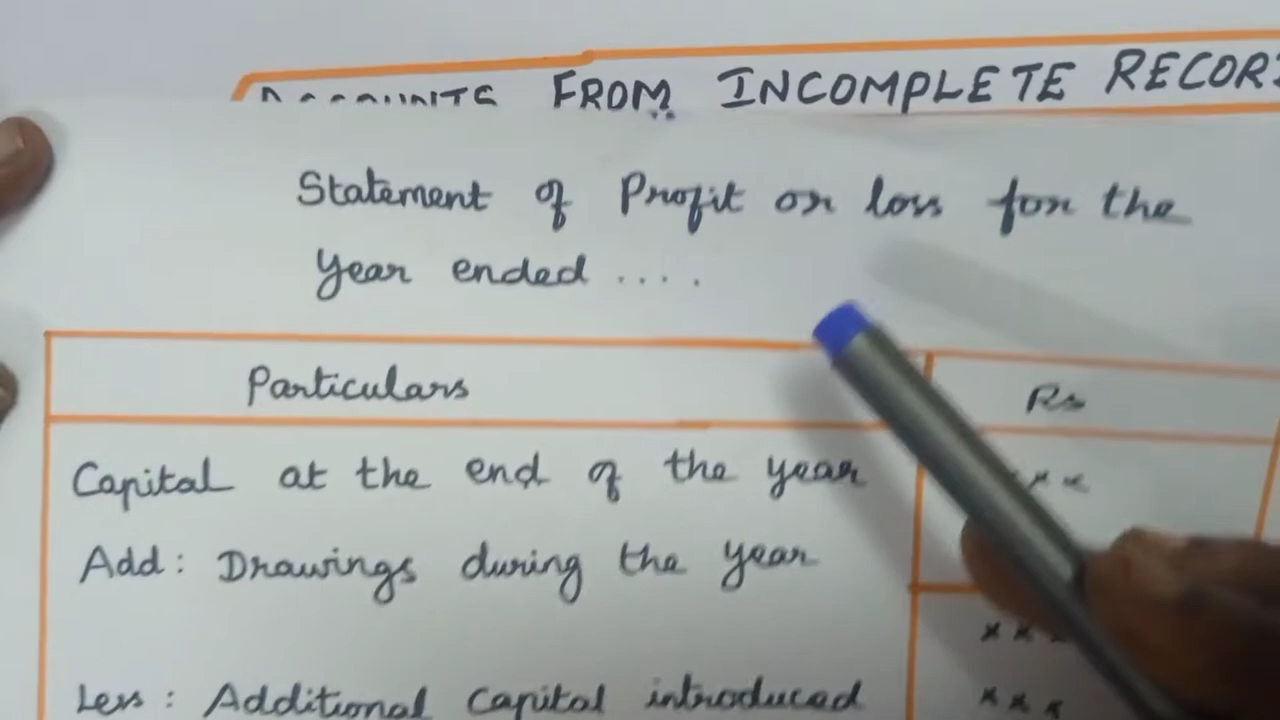 FROM INCOMPLETE
Statement of Profit or loss for the
Year ended ....
Particulars Rs
Capital at the end of the year
Add: Drawings during the year
× × ×
Less: Additional Capital introduced × × ×